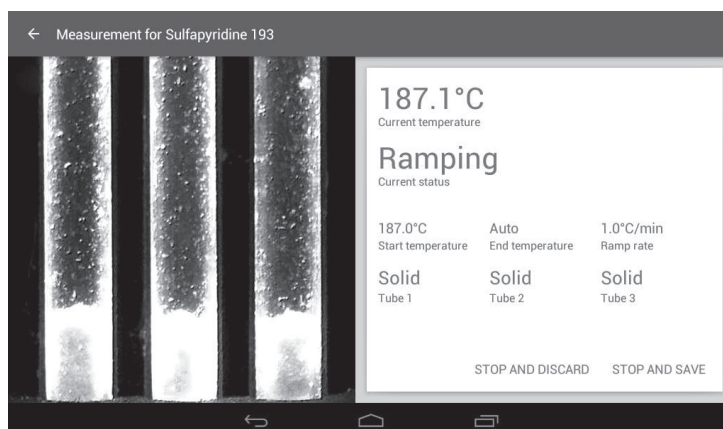 Measurement for Sulfapyridine 193
187.1°C
Current temperature
Ramping
Current status
187.0°C Auto 1.0°C/min
Start temperature End temperature Ramp rate
Solid Solid Solid
Tube 1 Tube 2 Tube 3
STOP AND DISCARD STOP AND SAVE